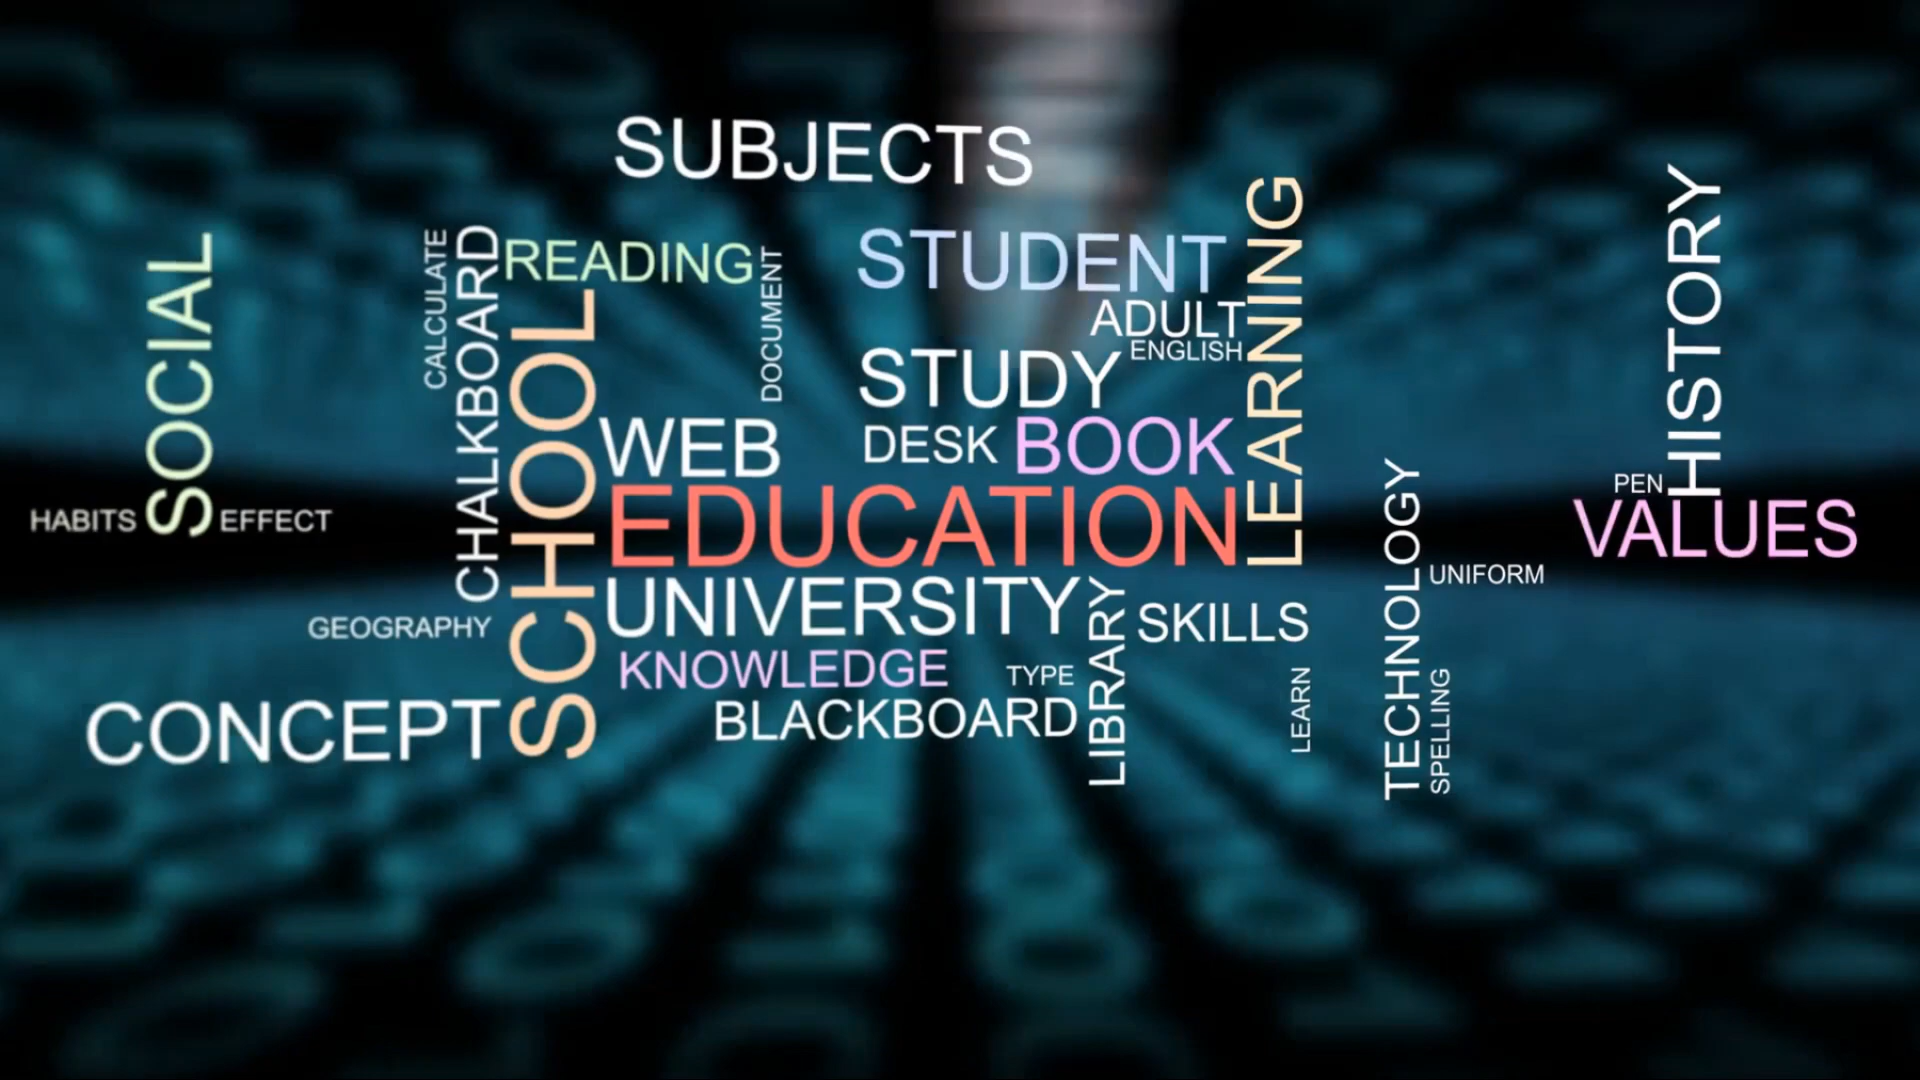 SUBJECTS
SOCIAL
CALCULATE
CHALKBOARD
READING
DOCUMENT
STUDENT
LEARNING
HISTORY
ADULT
ENGLISH
SCHOOL
STUDY
WEB
DESK
BOOK
PEN
HABITS
EFFECT
EDUCATION
TECHNOLOGY
VALUES
UNIFORM
GEOGRAPHY
UNIVERSITY
LIBRARY
SKILLS
KNOWLEDGE
TYPE
LEARN
SPELLING
CONCEPT
BLACKBOARD